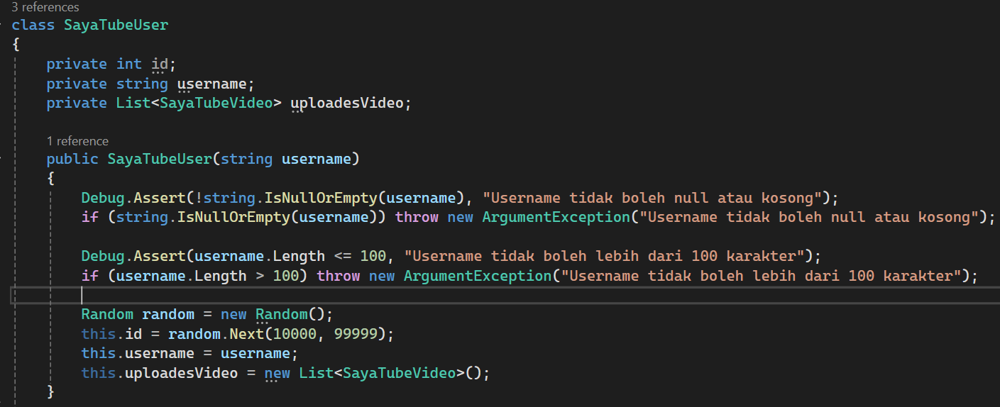 3 references
class SayaTubeUser
{
private int id;
private string username;
private List<SayaTubeVideo> uploadesVideo;
1 reference
public SayaTubeUser(string username)
{
Debug.Assert(!string.IsNullOrEmpty(username), "Username tidak boleh null atau kosong");
if (string.IsNullOrEmpty(username)) throw new ArgumentException("Username tidak boleh null atau kosong");
Debug.Assert(username.Length <= 100, "Username tidak boleh lebih dari 100 karakter");
if (username.Length > 100) throw new ArgumentException("Username tidak boleh lebih dari 100 karakter");
Random random = new Random();
this.id = random.Next(10000, 99999);
this.username = username;
this.uploadesVideo = new List<SayaTubeVideo>();
}